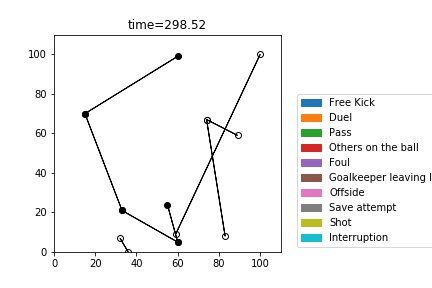 time=298.52
100
80
60
40
20
0
0
20
40
60
80
100
Free Kick
Duel
Pass
Others on the ball
Foul
Goalkeeper leaving l
Offside
Save attempt
Shot
Interruption